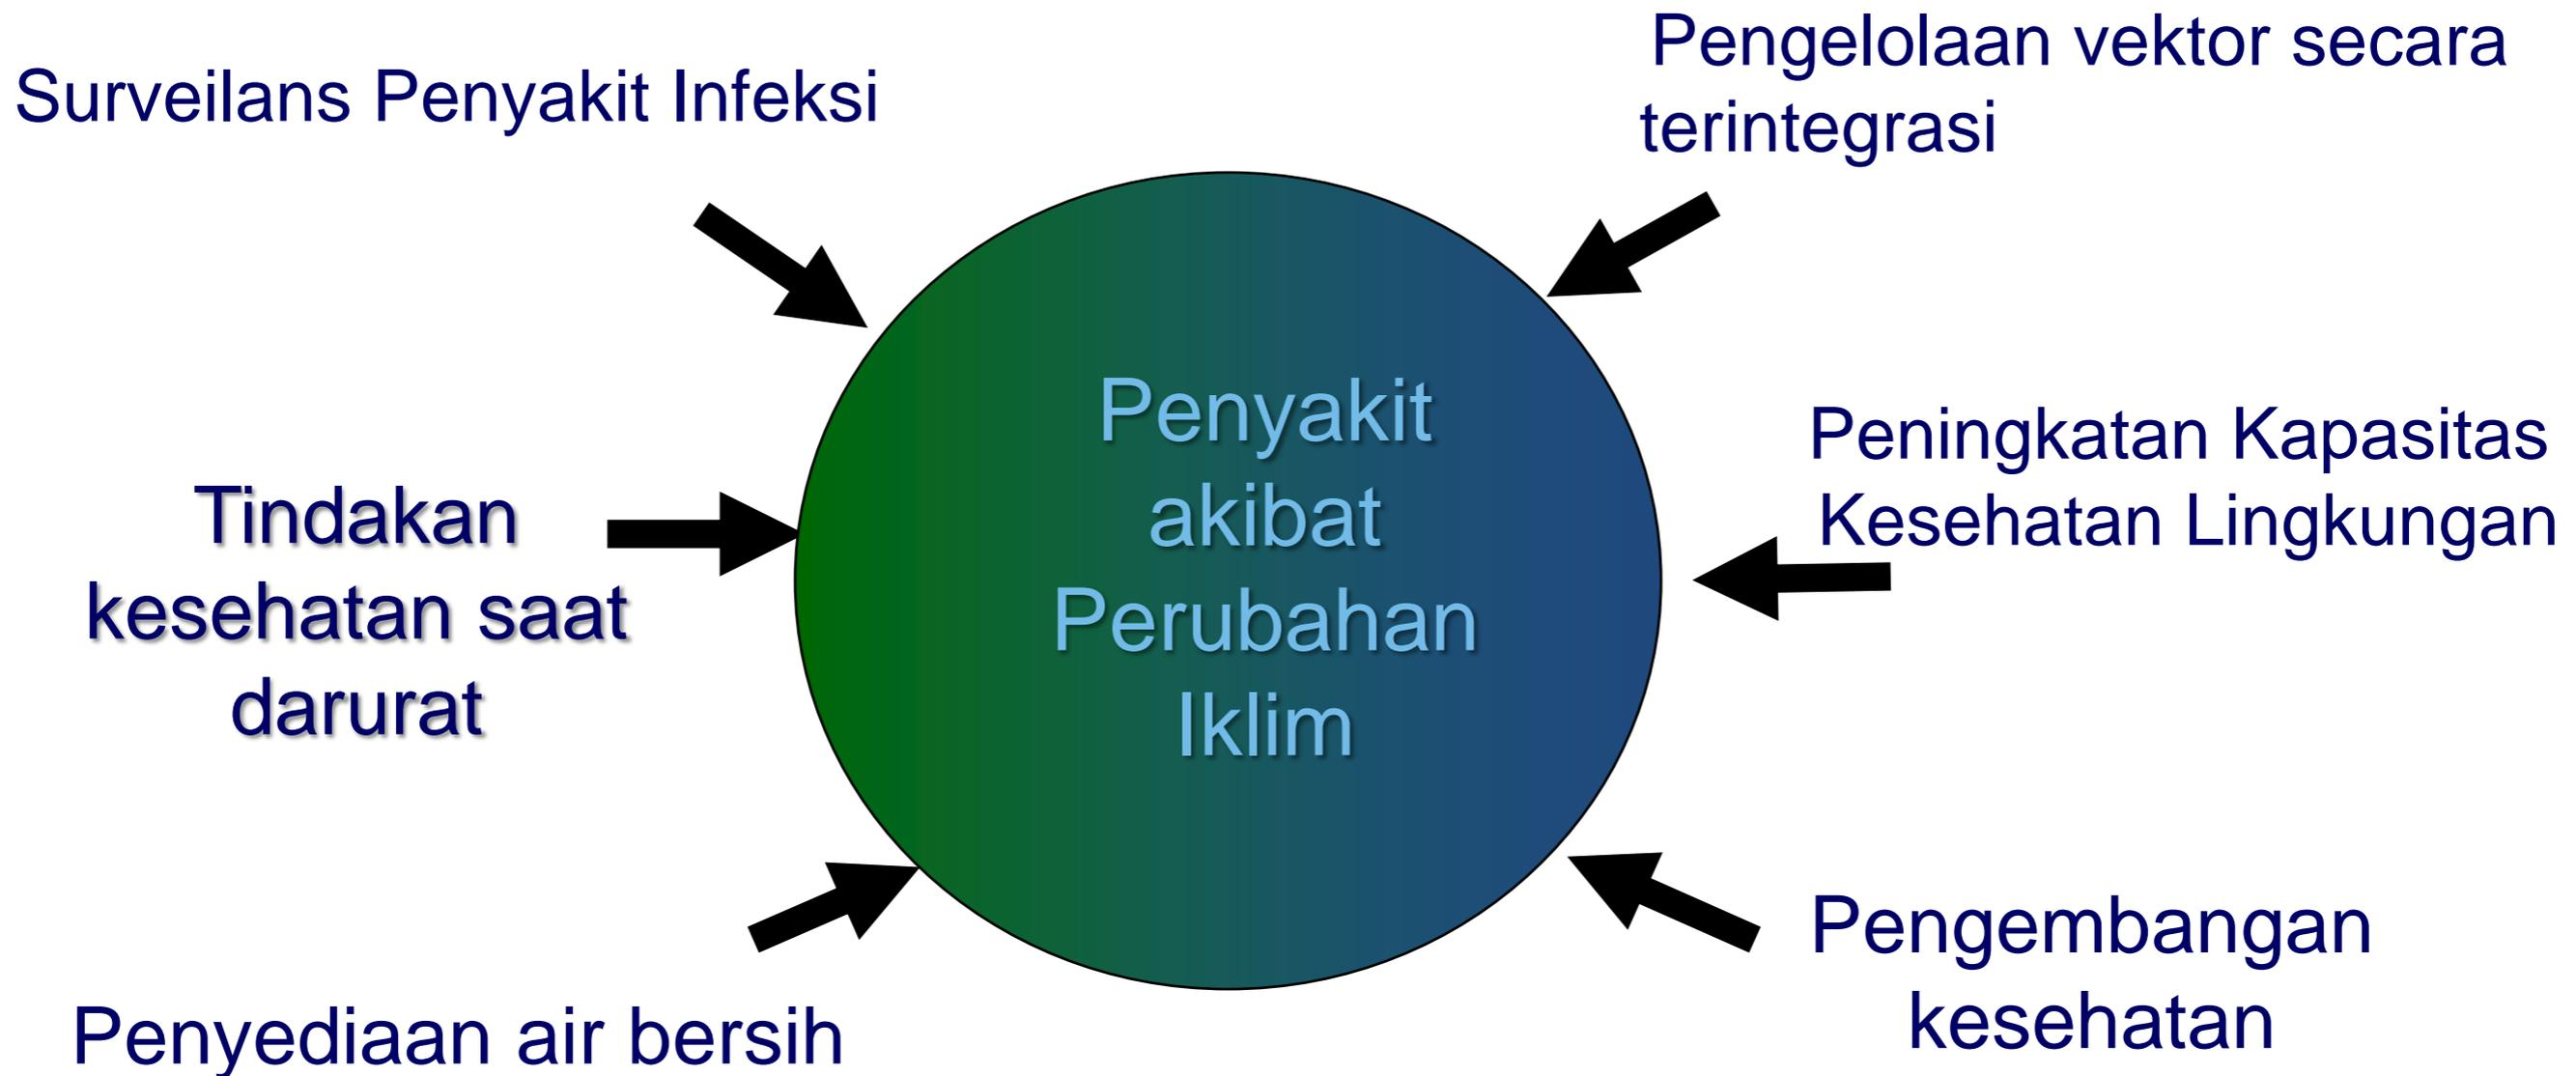 Surveilans Penyakit Infeksi
Pengelolaan vektor secara
terintegrasi
Penyakit
akibat
Perubahan
Iklim
Tindakan
kesehatan saat
darurat
Peningkatan Kapasitas
Kesehatan Lingkungan
Penyediaan air bersih
Pengembangan
kesehatan